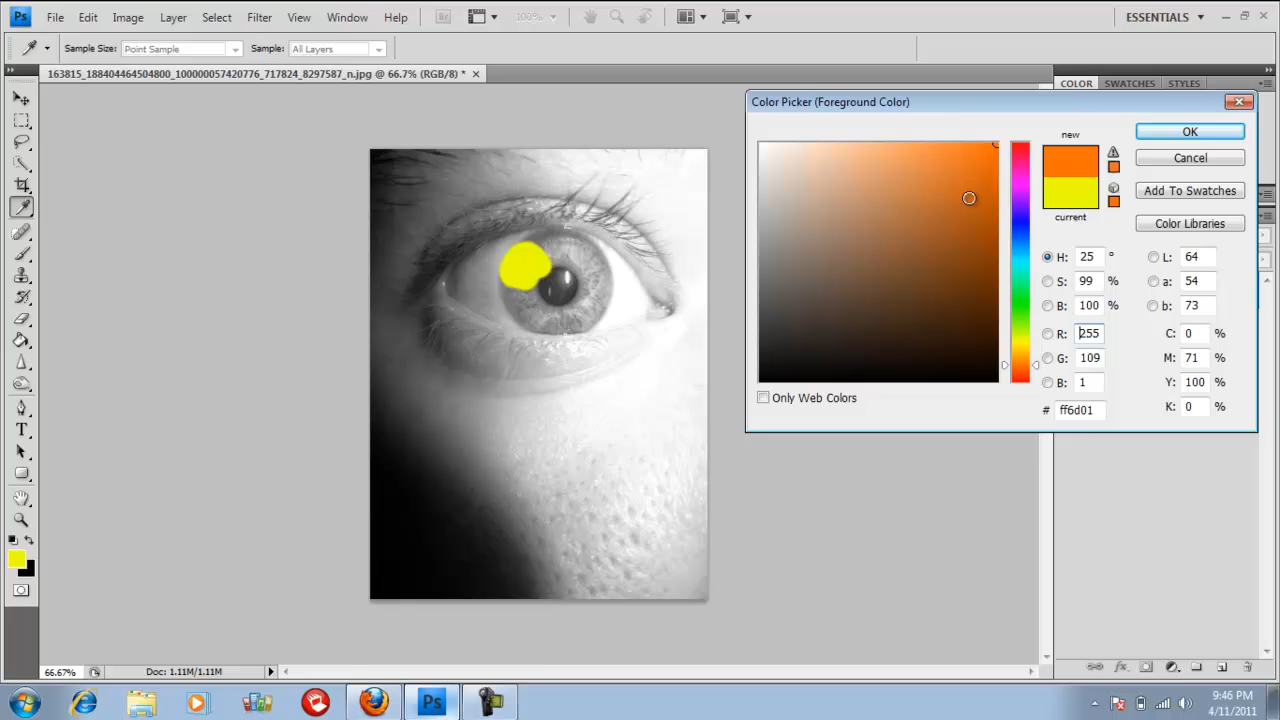 Ps File Edit Image Layer Select Filter View Window Help Br 100% ESSENTIALS
Sample Size: Point Sample Sample: All Layers
163815_188404464504800_100000057420776_717824_8297587_n.jpg @ 66.7% (RGB/8) *
COLOR SWATCHES STYLES
Color Picker (Foreground Color)
new
OK
Cancel
Add To Swatches
current
Color Libraries
H: 25 ° L: 64
S: 99 % a: 54
B: 100 % b: 73
R: 255 C: 0 %
G: 109 M: 71 %
B: 1 Y: 100 %
Only Web Colors
# ff6d01 K: 0 %
T
66.67% Doc: 1.11M/1.11M
fx
Ps
9:46 PM
4/11/2011